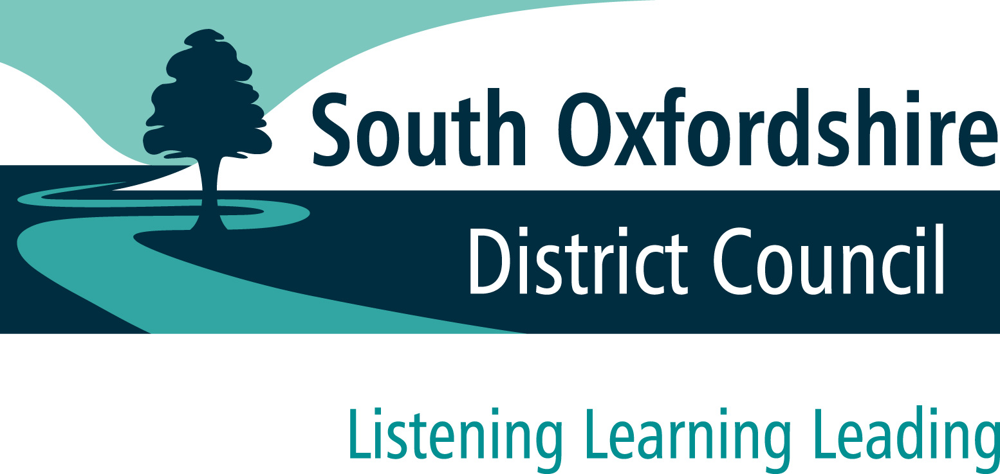 South Oxfordshire
District Council
Listening Learning Leading